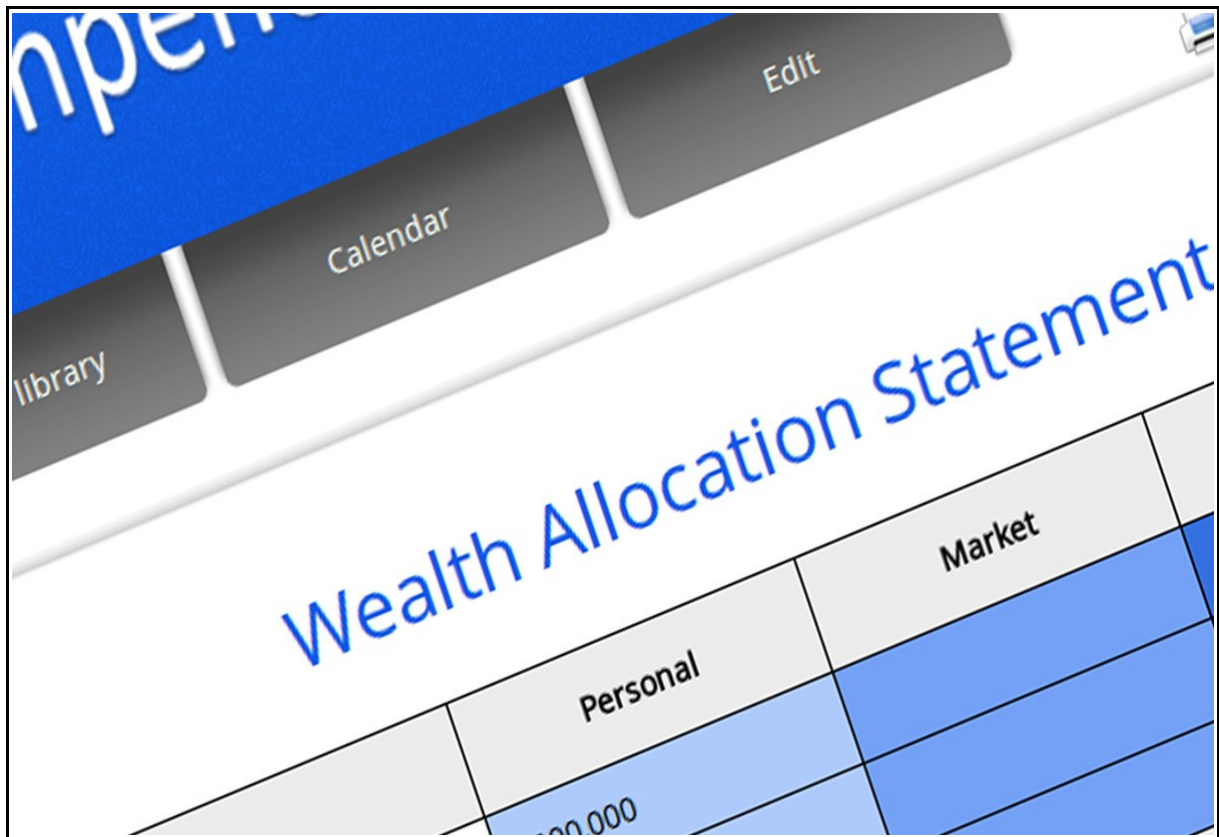 Edit
Calendar
library
Wealth Allocation Statement
Market
Personal